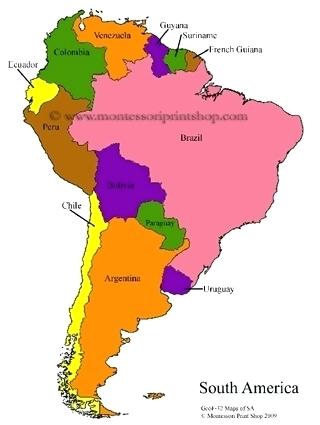 Guyana
Venezuela
Suriname
Colombia
French Guiana
Ecuador
© www.montessoriprintshop.com
Peru
Brazil
Bolivia
Chile
Paraguay
Argentina
Uruguay
South America
Geo4-32 Maps of SA
© Montessori Print Shop 2009